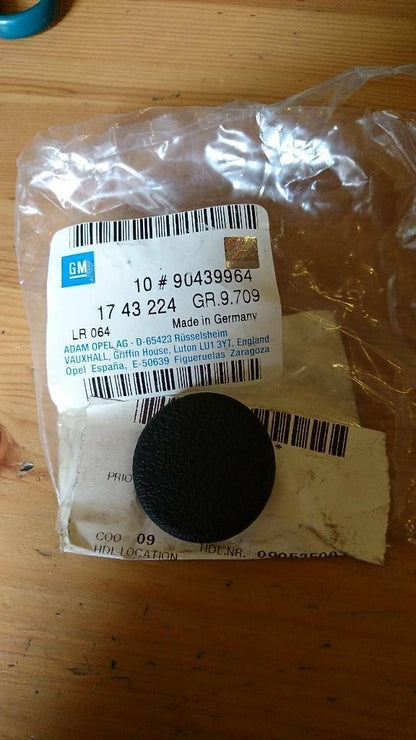 GM
10 # 90439964
17 43 224 GR.9.709
LR 064
Made in Germany
ADAM OPEL AG · D-65423 Rüsselsheim
VAUXHALL, Griffin House, Luton LU1 3YT, England
Opel España, E-50639 Figueruelas Zaragoza
*
PRIO
COO 09
HDL LOCATION HDL.NR.